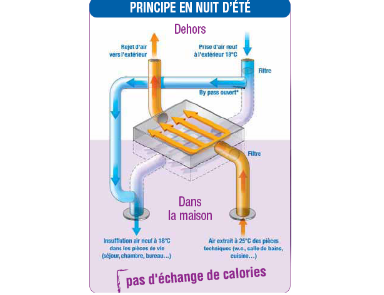 PRINCIPE EN NUIT D'ÉTÉ
Dehors
Rejet d'air
vers l'extérieur
Prise d'air neuf
à l'extérieur 18°C
Filtre
By pass ouvert*
Filtre
Dans
la maison
Insufflation air neuf à 18°C
dans les pièces de vie
(séjour, chambre, bureau...)
Air extrait à 25°C des pièces
techniques (w.c., salle de bains,
cuisine...)
pas d'échange de calories